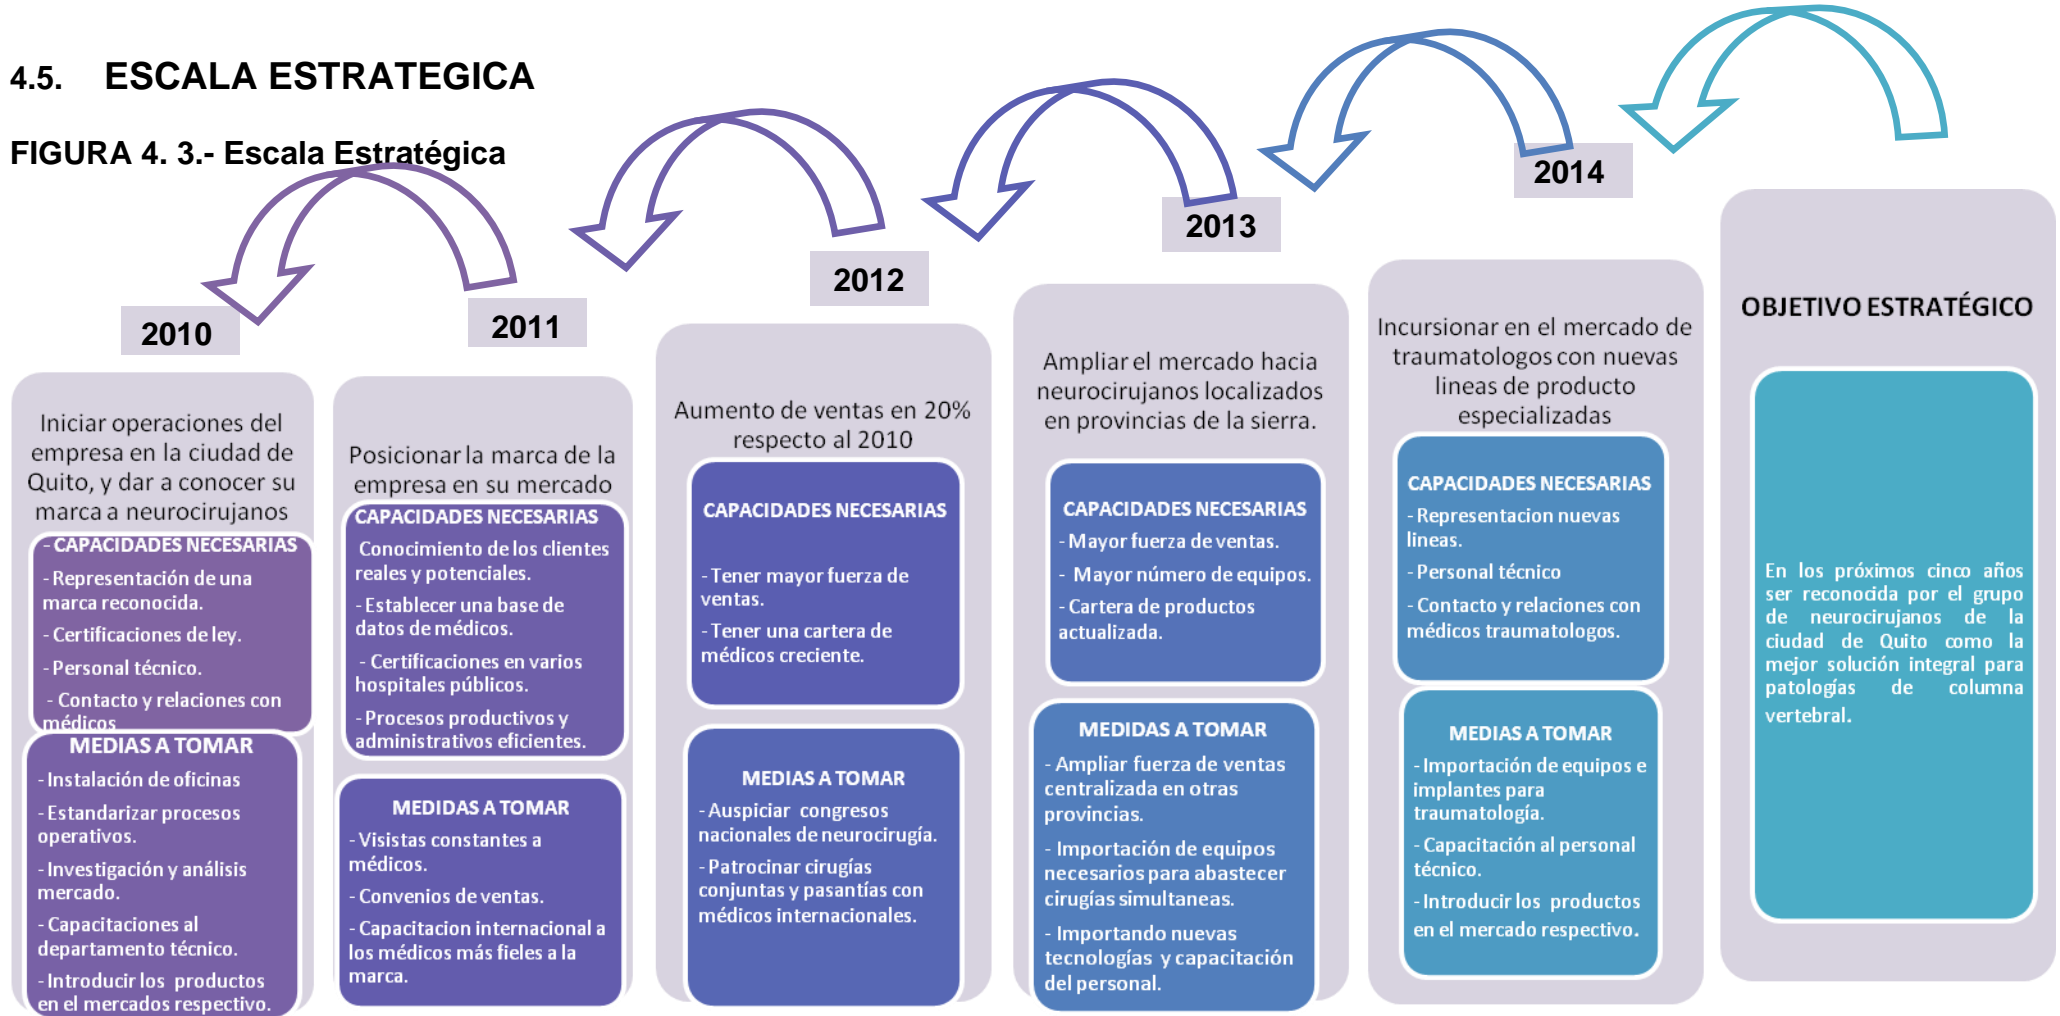 4.5. ESCALA ESTRATEGICA
FIGURA 4. 3.- Escala Estratégica
2010
Iniciar operaciones del
empresa en la ciudad de
Quito, y dar a conocer su
marca a neurocirujanos
- CAPACIDADES NECESARIAS
- Representación de una
marca reconocida.
- Certificaciones de ley.
- Personal técnico.
- Contacto y relaciones con
médicos
MEDIAS A TOMAR
- Instalación de oficinas
- Estandarizar procesos
operativos.
- Investigación y análisis
mercado.
- Capacitaciones al
departamento técnico.
- Introducir los productos
en el mercados respectivo.
2011
Posicionar la marca de la
empresa en su mercado
CAPACIDADES NECESARIAS
Conocimiento de los clientes
reales y potenciales.
- Establecer una base de
datos de médicos.
- Certificaciones en varios
hospitales públicos.
- Procesos productivos y
administrativos eficientes.
MEDIDAS A TOMAR
- Visistas constantes a
médicos.
- Convenios de ventas.
- Capacitacion internacional a
los médicos más fieles a la
marca.
2012
Aumento de ventas en 20%
respecto al 2010
CAPACIDADES NECESARIAS
- Tener mayor fuerza de
ventas.
- Tener una cartera de
médicos creciente.
MEDIAS A TOMAR
- Auspiciar congresos
nacionales de neurocirugía.
- Patrocinar cirugías
conjuntas y pasantías con
médicos internacionales.
2013
Ampliar el mercado hacia
neurocirujanos localizados
en provincias de la sierra.
CAPACIDADES NECESARIAS
- Mayor fuerza de ventas.
- Mayor número de equipos.
- Cartera de productos
actualizada.
MEDIDAS A TOMAR
- Ampliar fuerza de ventas
centralizada en otras
provincias.
- Importación de equipos
necesarios para abastecer
cirugías simultaneas.
- Importando nuevas
tecnologías y capacitación
del personal.
2014
Incursionar en el mercado de
traumatologos con nuevas
lineas de producto
especializadas
CAPACIDADES NECESARIAS
- Representacion nuevas
lineas.
- Personal técnico
- Contacto y relaciones con
médicos traumatologos.
MEDIAS A TOMAR
- Importación de equipos e
implantes para
traumatología.
- Capacitación al personal
técnico.
- Introducir los productos
en el mercado respectivo.
OBJETIVO ESTRATÉGICO
En los próximos cinco años
ser reconocida por el grupo
de neurocirujanos de la
ciudad de Quito como la
mejor solución integral para
patologías de columna
vertebral.